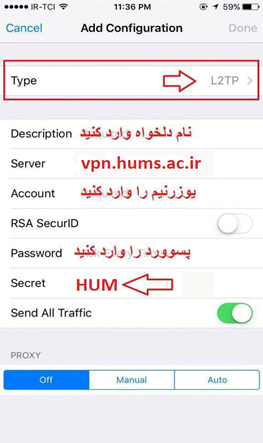 IR-TCI 11:36 PM 59%
Cancel Add Configuration Done
Type L2TP
Description نام دلخواه وارد کنید
Server vpn.hums.ac.ir
Account یوزرنیم را وارد کنید
RSA SecurID
Password پسوورد را وارد کنید
Secret HUM
Send All Traffic
PROXY
Off Manual Auto